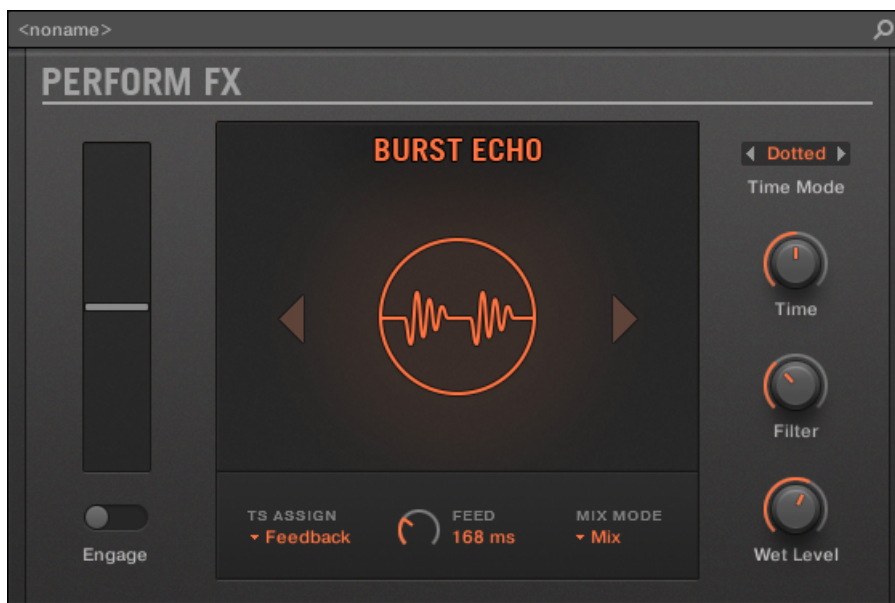 <noname>
PERFORM FX
BURST ECHO
Dotted
Time Mode
Time
Filter
Wet Level
TS ASSIGN
Feedback
FEED
168 ms
MIX MODE
Mix
Engage